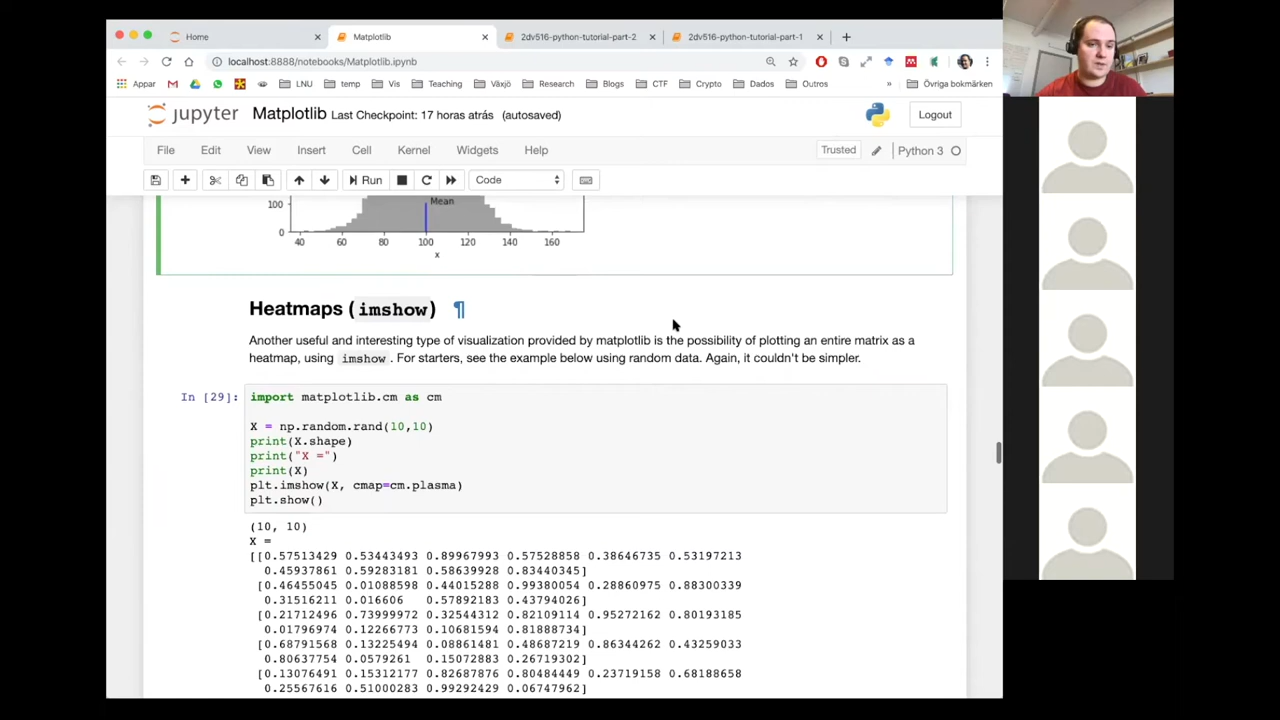 Home
Matplotlib
2dv516-python-tutorial-part-2
2dv516-python-tutorial-part-1
localhost:8888/notebooks/Matplotlib.ipynb
Appar
LNU
temp
Vis
Teaching
Växjö
Research
Blogs
CTF
Crypto
Dados
Outros
»
Övriga bokmärken
jupyter
Matplotlib Last Checkpoint: 17 horas atrás (autosaved)
Logout
File
Edit
View
Insert
Cell
Kernel
Widgets
Help
Trusted
Python 3
Run
Code
100
Mean
0
40 60 80 100 120 140 160
x
Heatmaps (imshow) ¶
Another useful and interesting type of visualization provided by matplotlib is the possibility of plotting an entire matrix as a
heatmap, using imshow . For starters, see the example below using random data. Again, it couldn't be simpler.
In [29]: import matplotlib.cm as cm
X = np.random.rand(10,10)
print(X.shape)
print("X =")
print(X)
plt.imshow(X, cmap=cm.plasma)
plt.show()
(10, 10)
X =
[[0.57513429 0.53443493 0.89967993 0.57528858 0.38646735 0.53197213
0.45937861 0.59283181 0.58639928 0.83440345]
[0.46455045 0.01088598 0.44015288 0.99380054 0.28860975 0.88300339
0.31516211 0.016606 0.57892183 0.43794026]
[0.21712496 0.73999972 0.32544312 0.82109114 0.95272162 0.80193185
0.01796974 0.12266773 0.10681594 0.81888734]
[0.68791568 0.13225494 0.08861481 0.48687219 0.86344262 0.43259033
0.80637754 0.0579261 0.15072883 0.26719302]
[0.13076491 0.15312177 0.82687876 0.80484449 0.23719158 0.68188658
0.25567616 0.51000283 0.99292429 0.06747962]